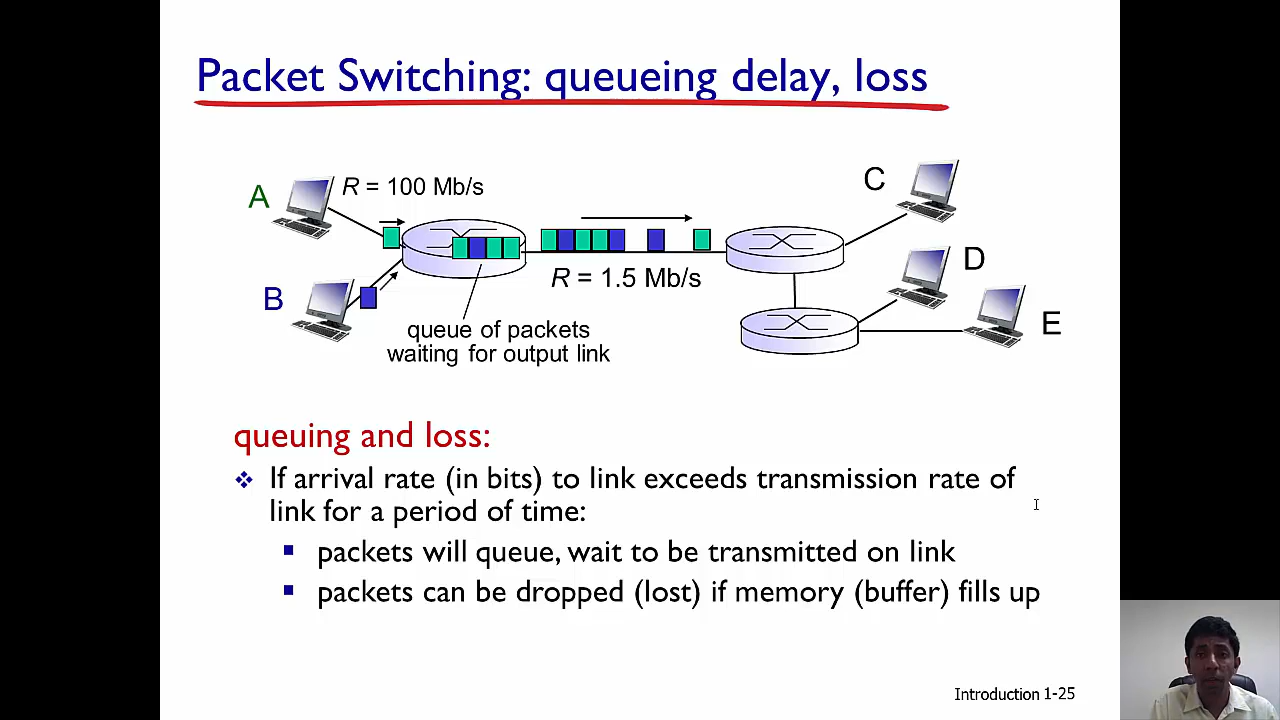 Packet Switching: queueing delay, loss
A
R = 100 Mb/s
C
D
B
R = 1.5 Mb/s
E
queue of packets
waiting for output link
queuing and loss:
If arrival rate (in bits) to link exceeds transmission rate of
link for a period of time:
packets will queue, wait to be transmitted on link
packets can be dropped (lost) if memory (buffer) fills up
Introduction 1-25